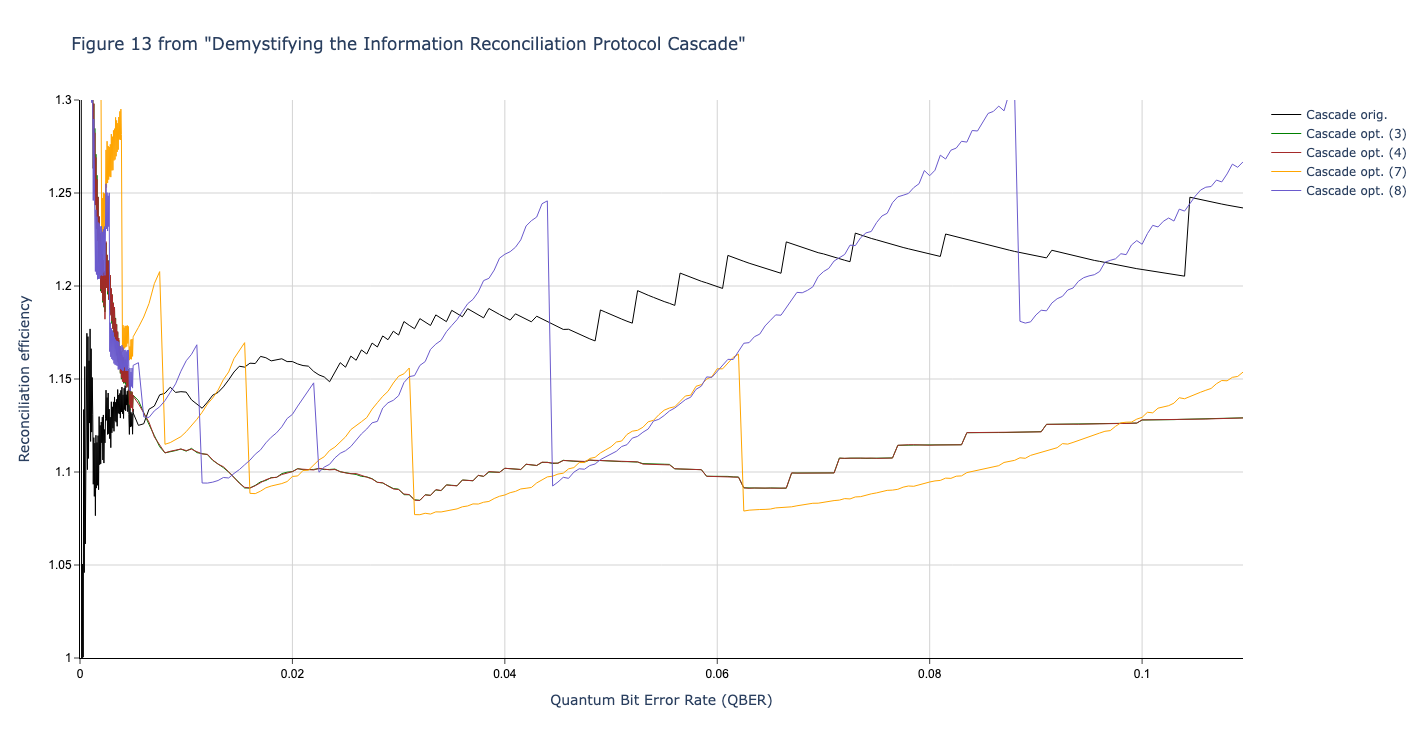 Figure 13 from "Demystifying the Information Reconciliation Protocol Cascade"
1.3
1.25
1.2
1.15
1.1
1.05
1
Reconciliation efficiency
0
0.02
0.04
0.06
0.08
0.1
Quantum Bit Error Rate (QBER)
Cascade orig.
Cascade opt. (3)
Cascade opt. (4)
Cascade opt. (7)
Cascade opt. (8)